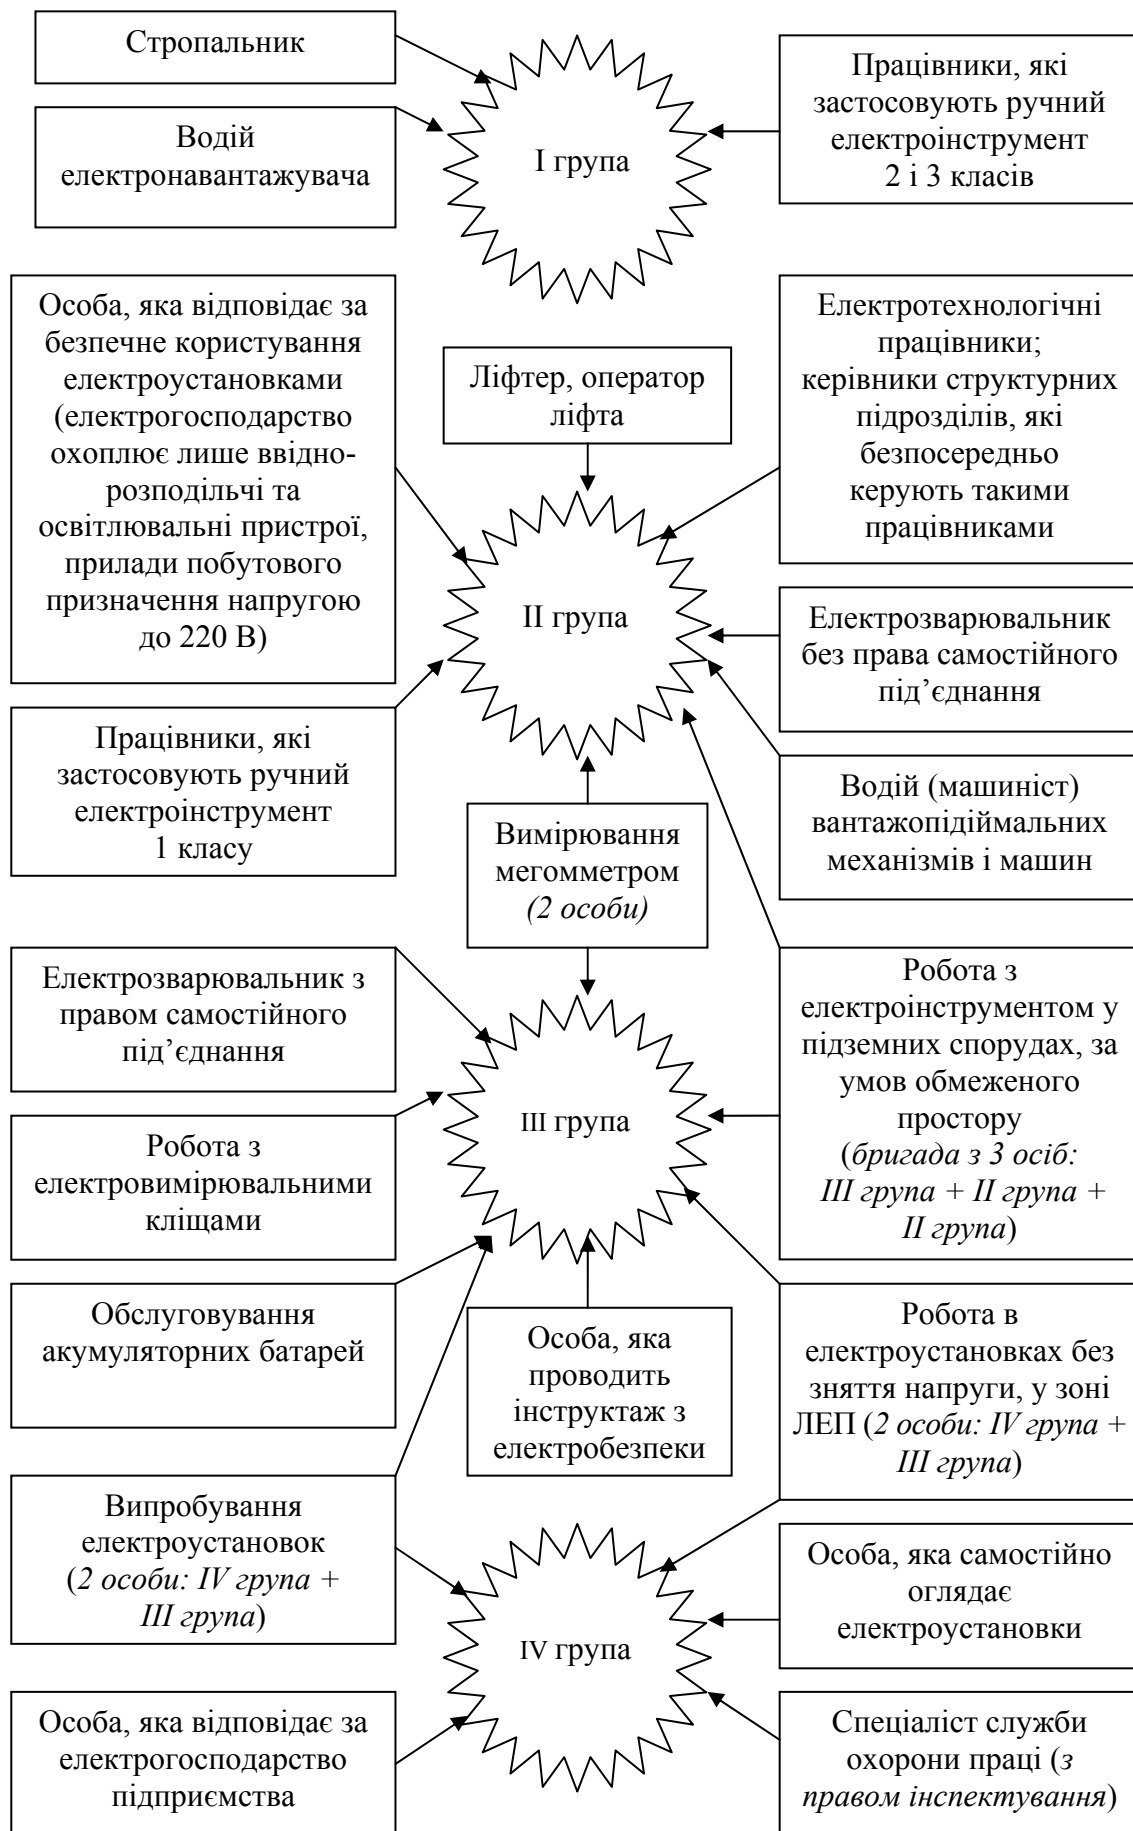 Стропальник
Водій
електронавантажувача
І група
Працівники, які
застосовують ручний
електроінструмент
2 і 3 класів
Особа, яка відповідає за
безпечне користування
електроустановками
(електрогосподарство
охоплює лише ввідно-
розподільчі та
освітлювальні пристрої,
прилади побутового
призначення напругою
до 220 В)
Ліфтер, оператор
ліфта
Електротехнологічні
працівники;
керівники структурних
підрозділів, які
безпосередньо
керують такими
працівниками
ІІ група
Електрозварювальник
без права самостійного
під’єднання
Працівники, які
застосовують ручний
електроінструмент
1 класу
Вимірювання
мегомметром
(2 особи)
Водій (машиніст)
вантажопідіймальних
механізмів і машин
Електрозварювальник з
правом самостійного
під’єднання
Робота з
електроінструментом у
підземних спорудах, за
умов обмеженого
простору
(бригада з 3 осіб:
ІІІ група + ІІ група +
ІІ група)
ІІІ група
Робота з
електровимірювальними
кліщами
Обслуговування
акумуляторних батарей
Особа, яка
проводить
інструктаж з
електробезпеки
Робота в
електроустановках без
зняття напруги, у зоні
ЛЕП (2 особи: IV група +
ІІІ група)
Випробування
електроустановок
(2 особи: IV група +
ІІІ група)
IV група
Особа, яка самостійно
оглядає
електроустановки
Особа, яка відповідає за
електрогосподарство
підприємства
Спеціаліст служби
охорони праці (з
правом інспектування)